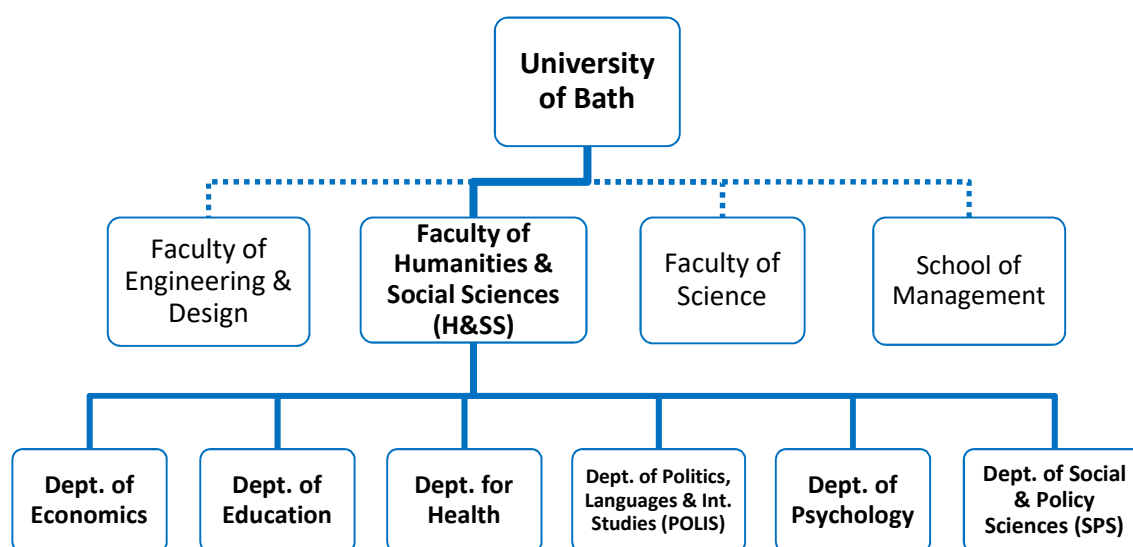 University
of Bath
Faculty of
Engineering &
Design
Faculty of
Humanities &
Social Sciences
(H&SS)
Faculty of
Science
School of
Management
Dept. of
Economics
Dept. of
Education
Dept. for
Health
Dept. of Politics,
Languages & Int.
Studies (POLIS)
Dept. of
Psychology
Dept. of Social
& Policy
Sciences (SPS)